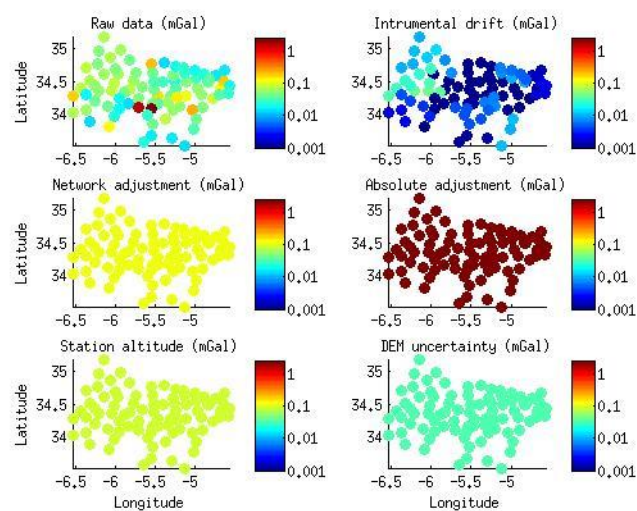 Raw data (mGal)
Intrumental drift (mGal)
Latitude
35
34.5
34
-6.5 -6 -5.5 -5
1
0.1
0.01
0.001
35
34.5
34
-6.5 -6 -5.5 -5
1
0.1
0.01
0.001
Network adjustment (mGal)
Absolute adjustment (mGal)
Latitude
35
34.5
34
-6.5 -6 -5.5 -5
1
0.1
0.01
0.001
35
34.5
34
-6.5 -6 -5.5 -5
1
0.1
0.01
0.001
Station altitude (mGal)
DEM uncertainty (mGal)
Latitude
35
34.5
34
-6.5 -6 -5.5 -5
Longitude
1
0.1
0.01
0.001
35
34.5
34
-6.5 -6 -5.5 -5
Longitude
1
0.1
0.01
0.001